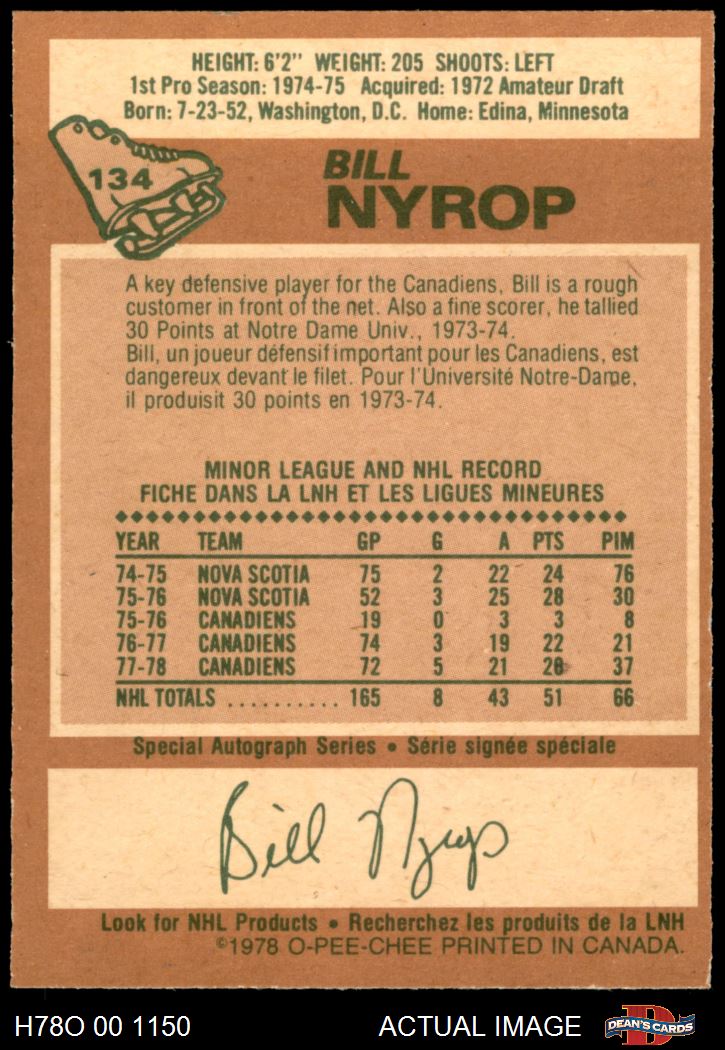 HEIGHT: 6'2" WEIGHT: 205 SHOOTS: LEFT
1st Pro Season: 1974-75 Acquired: 1972 Amateur Draft
Born: 7-23-52, Washington, D.C. Home: Edina, Minnesota
134
BILL
NYROP
A key defensive player for the Canadiens, Bill is a rough
customer in front of the net. Also a fine scorer, he tallied
30 Points at Notre Dame Univ., 1973-74.
Bill, un joueur défensif important pour les Canadiens, est
dangereux devant le filet. Pour l'Université Notre-Dame,
il produisit 30 points en 1973-74.
MINOR LEAGUE AND NHL RECORD
FICHE DANS LA LNH ET LES LIGUES MINEURES
YEAR TEAM GP G A PTS PIM
74-75 NOVA SCOTIA 75 2 22 24 76
75-76 NOVA SCOTIA 52 3 25 28 30
75-76 CANADIENS 19 0 3 3 8
76-77 CANADIENS 74 3 19 22 21
77-78 CANADIENS 72 5 21 26 37
NHL TOTALS .......... 165 8 43 51 66
Special Autograph Series • Série signée spéciale
Bill Nyrop
Look for NHL Products • Recherchez les produits de la LNH
©1978 O-PEE-CHEE PRINTED IN CANADA.
H78O 00 1150 ACTUAL IMAGE D DEAN'S CARDS